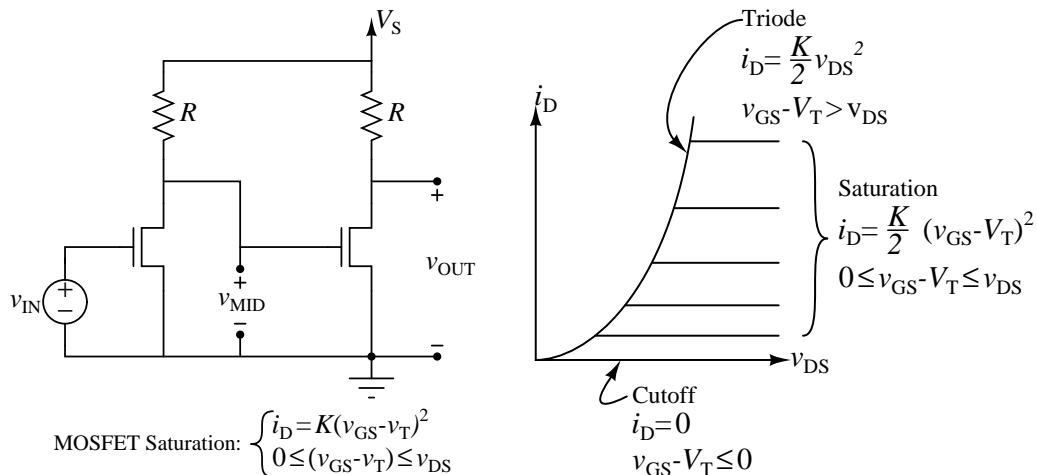 V_S
R
R
+
v_OUT
−
+
−
v_IN
+
v_MID
−
MOSFET Saturation: { i_D = K(v_GS-v_T)^2
0 ≤ (v_GS-v_T) ≤ v_DS
Triode
i_D = K/2 v_DS^2
v_GS-V_T > v_DS
i_D
Saturation
i_D = K/2 (v_GS-V_T)^2
0 ≤ v_GS-V_T ≤ v_DS
v_DS
Cutoff
i_D = 0
v_GS-V_T ≤ 0